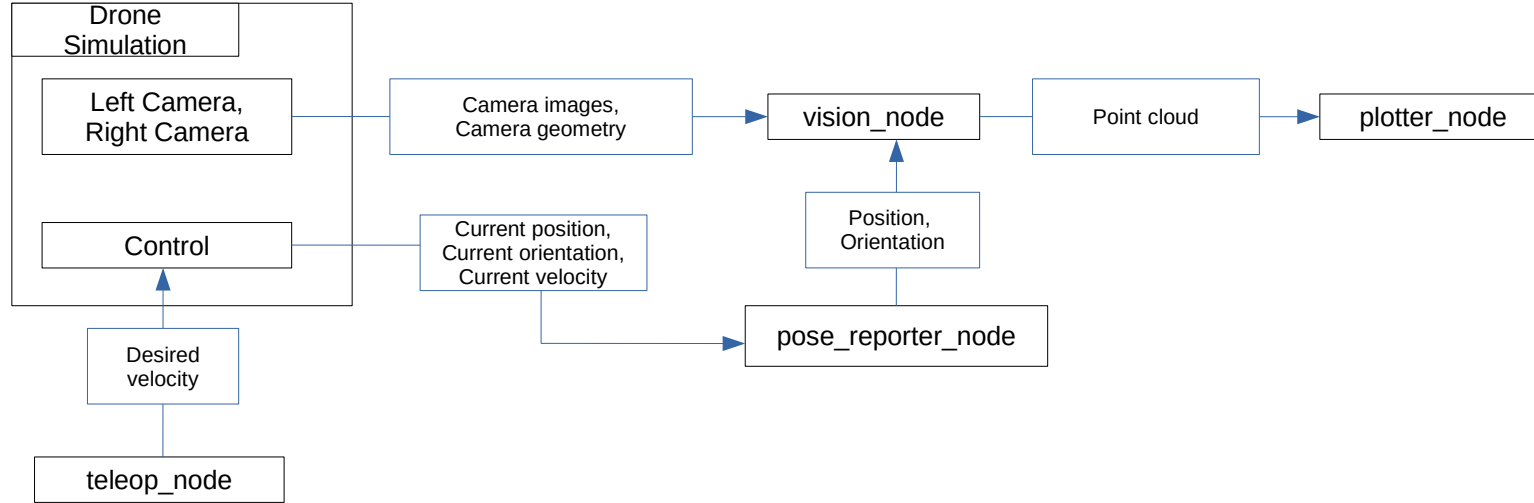 Drone
Simulation
Left Camera,
Right Camera
Camera images,
Camera geometry
vision_node
Point cloud
plotter_node
Control
Current position,
Current orientation,
Current velocity
Position,
Orientation
pose_reporter_node
Desired
velocity
teleop_node